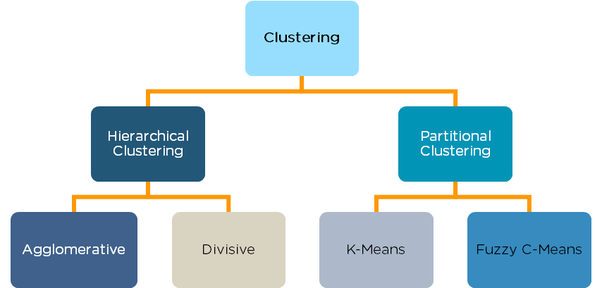 Clustering
Hierarchical
Clustering
Partitional
Clustering
Agglomerative
Divisive
K-Means
Fuzzy C-Means